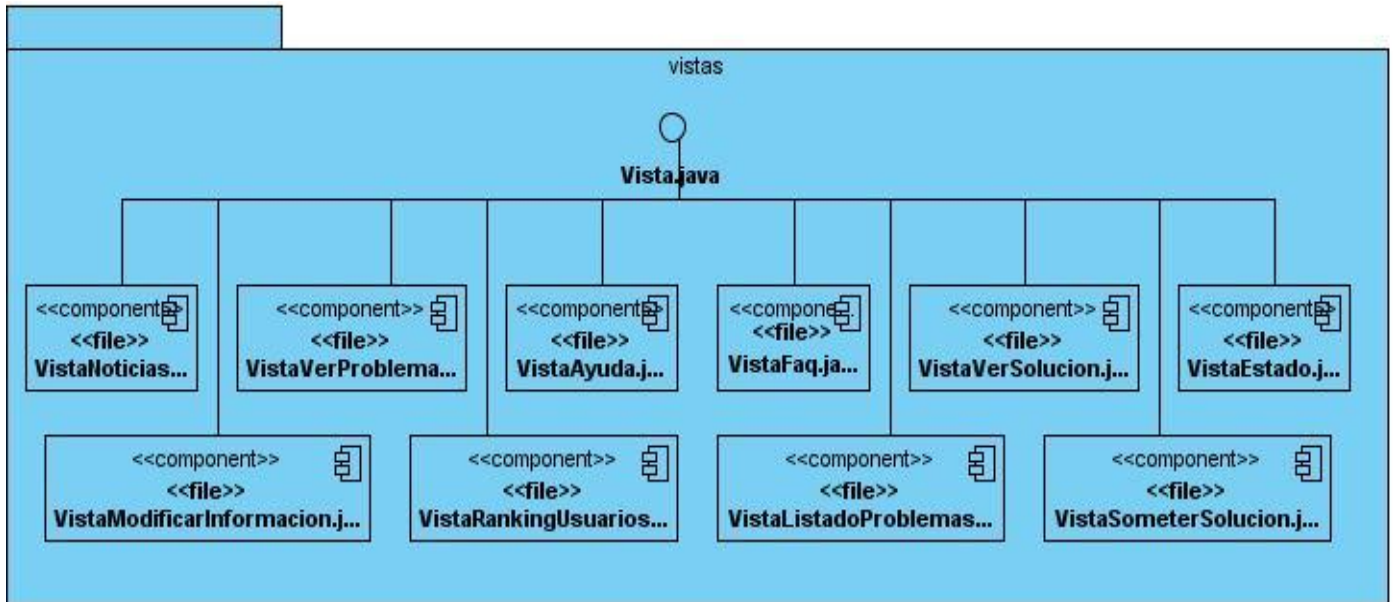 vistas
Vista.java
<<component>>
<<file>>
VistaNoticias...
<<component>>
<<file>>
VistaVerProblema...
<<component>>
<<file>>
VistaAyuda.j...
<<compone...
<<file>>
VistaFaq.ja...
<<component>>
<<file>>
VistaVerSolucion.j...
<<component>>
<<file>>
VistaEstado.j...
<<component>>
<<file>>
VistaModificarInformacion.j...
<<component>>
<<file>>
VistaRankingUsuarios...
<<component>>
<<file>>
VistaListadoProblemas...
<<component>>
<<file>>
VistaSometerSolucion.j...